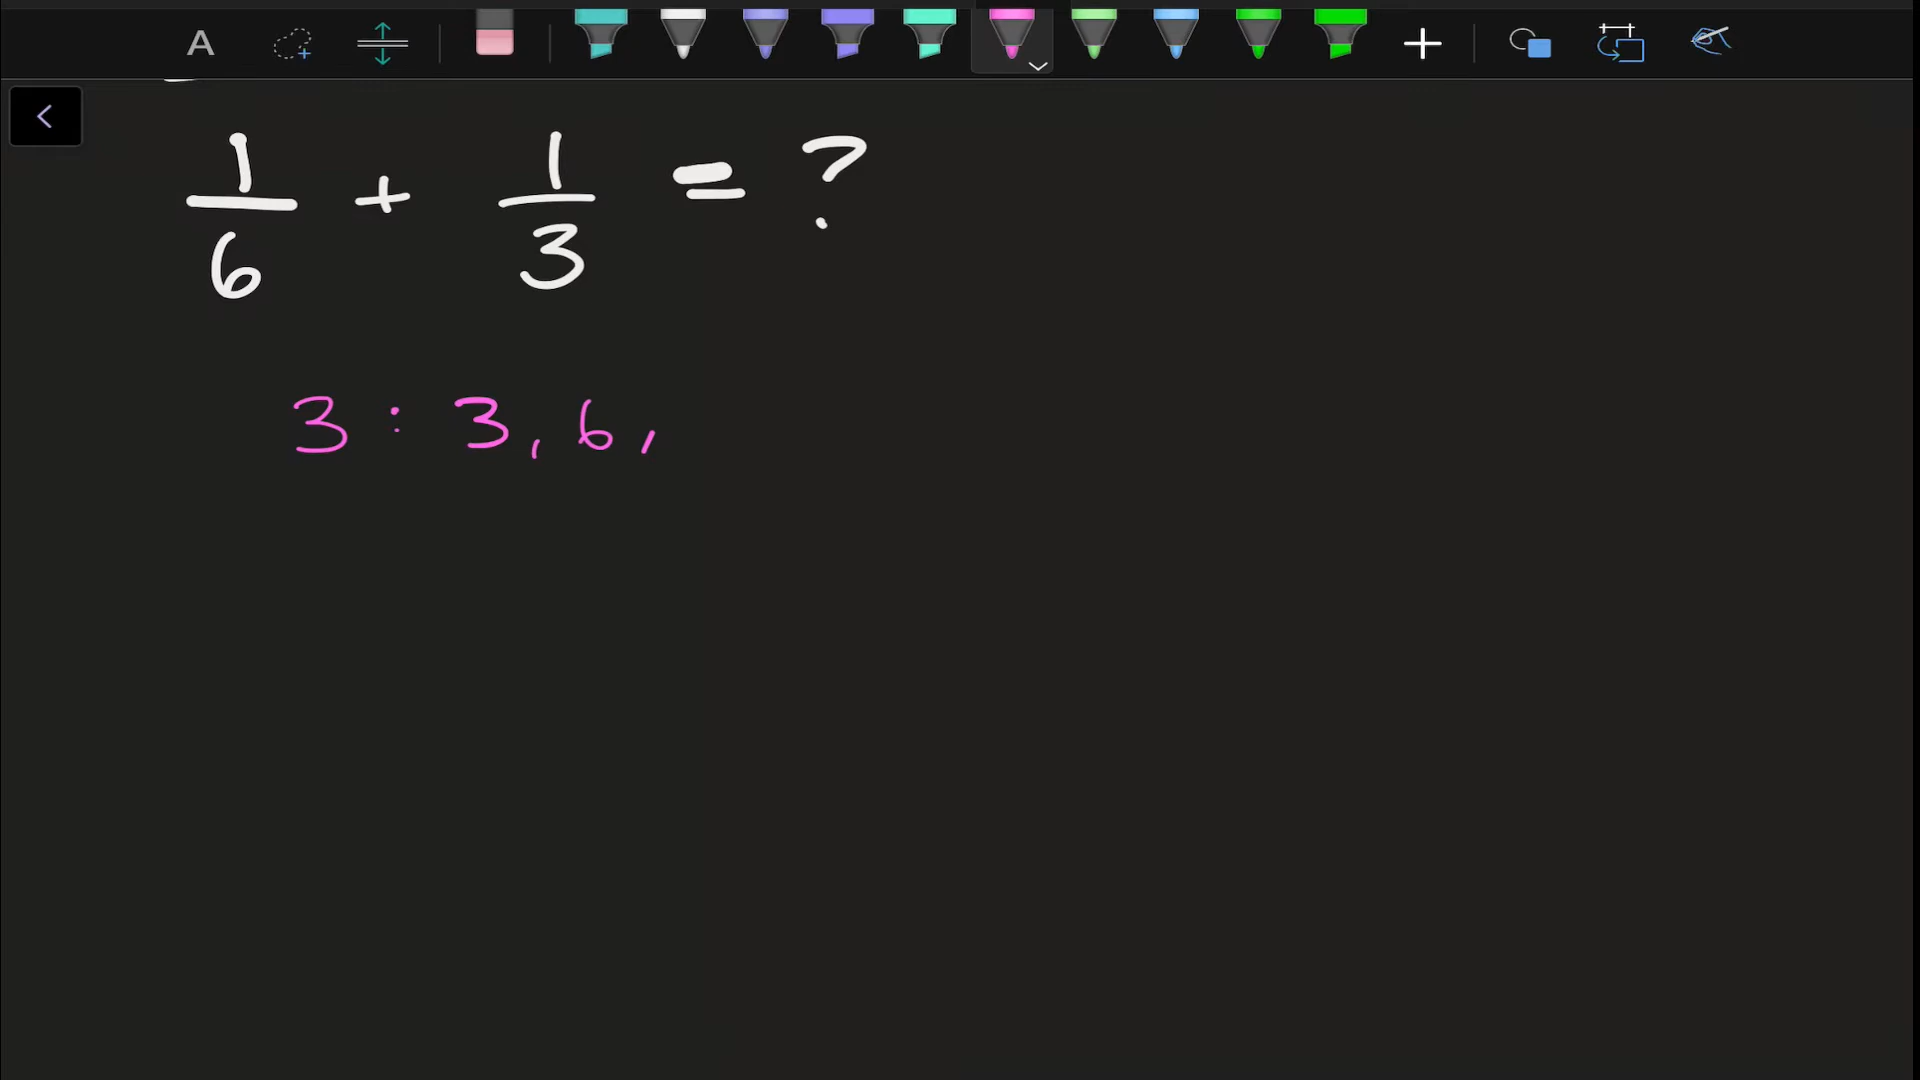 A
1/6 + 1/3 = ?
3 : 3, 6,